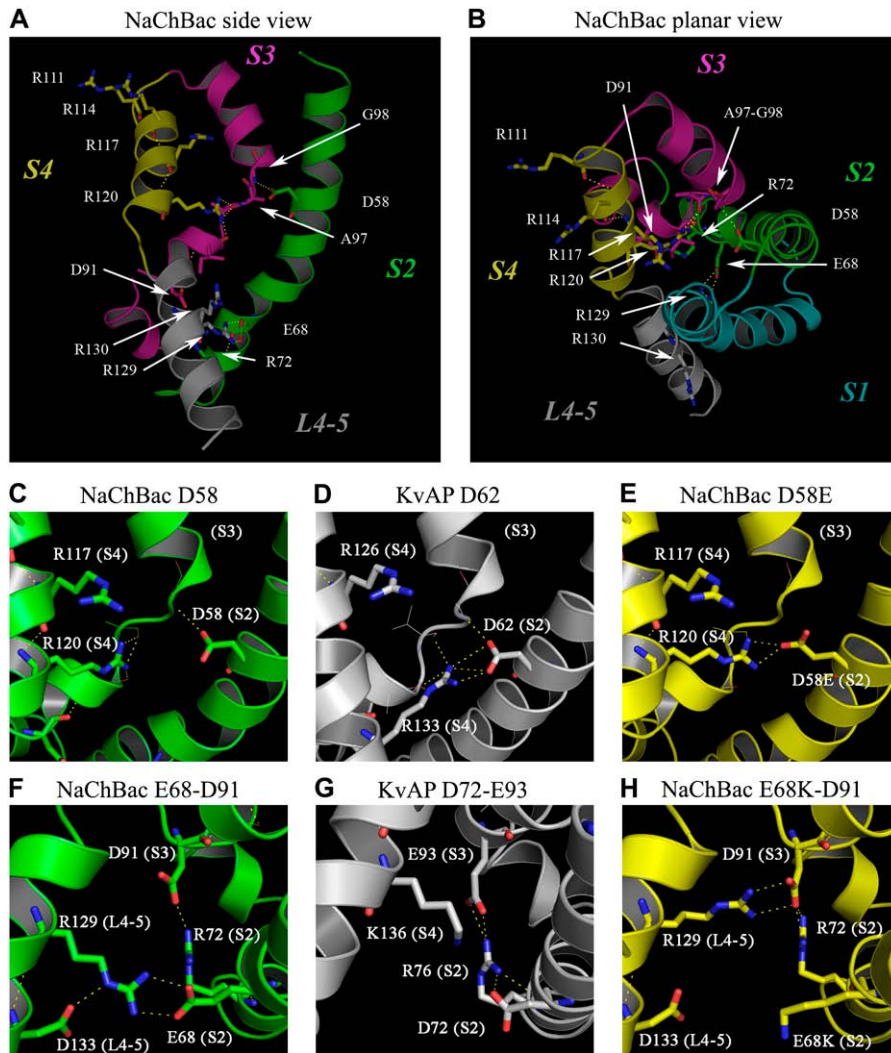 A NaChBac side view
S3
R111
R114
G98
R117
S4
R120
D58
A97
S2
D91
E68
R130
R129
R72
L4-5
B NaChBac planar view
S3
D91
A97-G98
R111
S2
R72
R114
D58
R117
S4
R120
E68
R129
R130
L4-5
S1
C NaChBac D58
(S3)
R117 (S4)
D58 (S2)
R120 (S4)
D KvAP D62
(S3)
R126 (S4)
D62 (S2)
R133 (S4)
E NaChBac D58E
(S3)
R117 (S4)
R120 (S4)
D58E (S2)
F NaChBac E68-D91
D91 (S3)
R129 (L4-5)
R72 (S2)
D133 (L4-5)
E68 (S2)
G KvAP D72-E93
E93 (S3)
K136 (S4)
R76 (S2)
D72 (S2)
H NaChBac E68K-D91
D91 (S3)
R72 (S2)
R129 (L4-5)
D133 (L4-5)
E68K (S2)